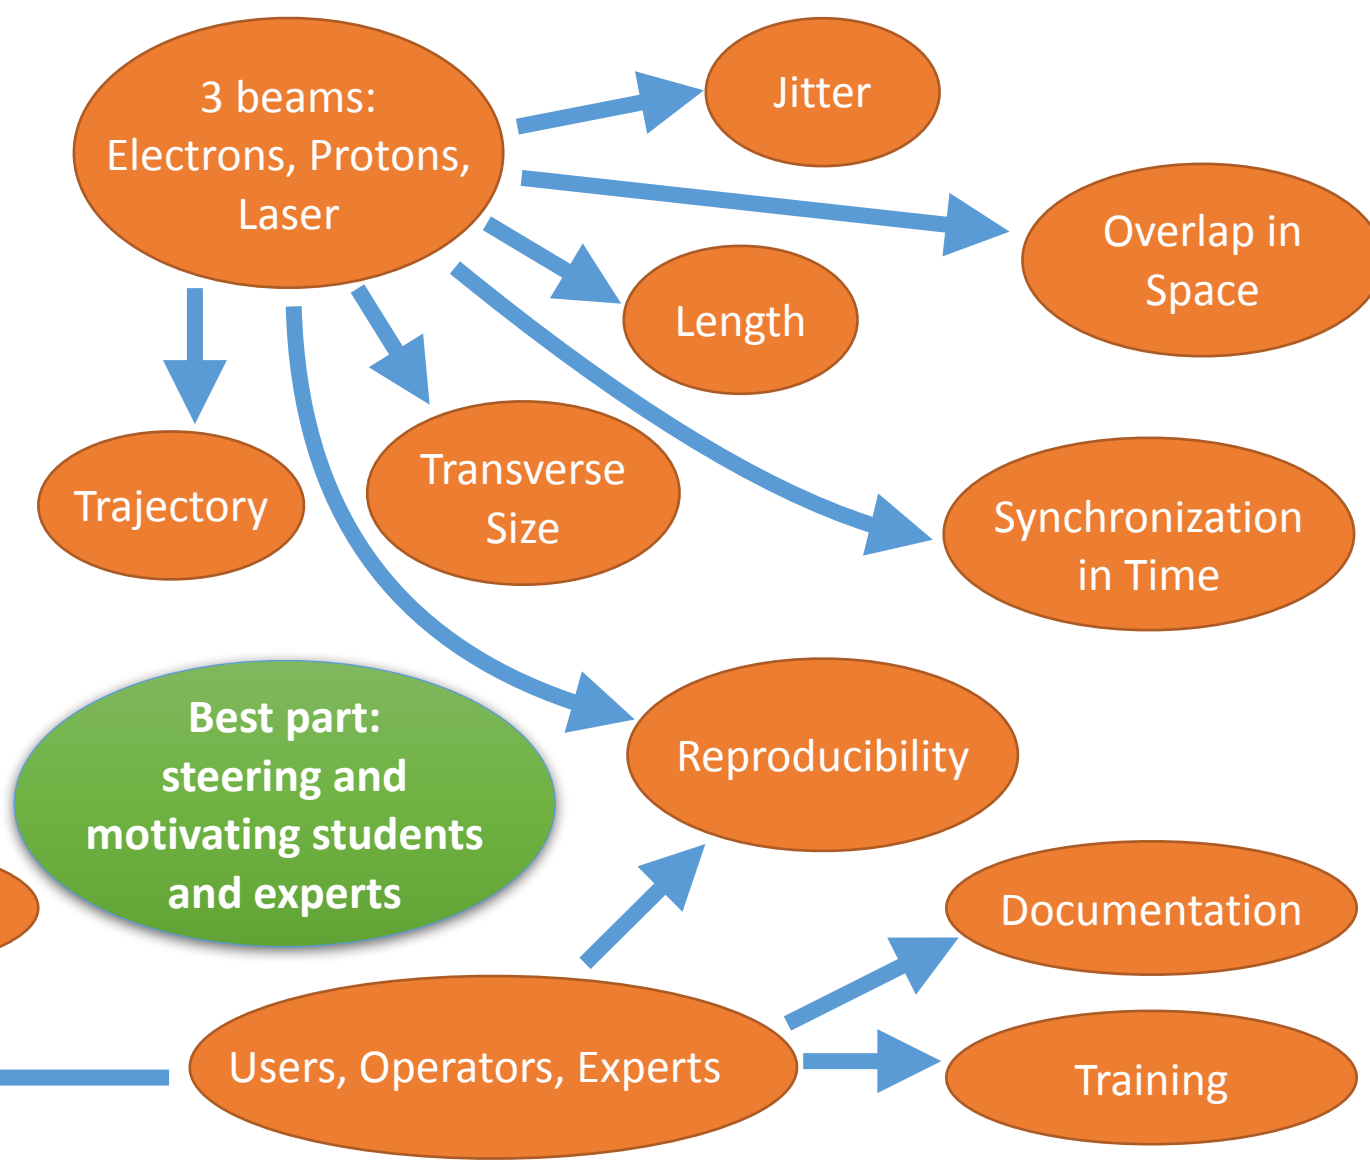 3 beams:
Electrons, Protons,
Laser
Jitter
Overlap in
Space
Length
Trajectory
Transverse
Size
Synchronization
in Time
Best part:
steering and
motivating students
and experts
Reproducibility
Documentation
Users, Operators, Experts
Training